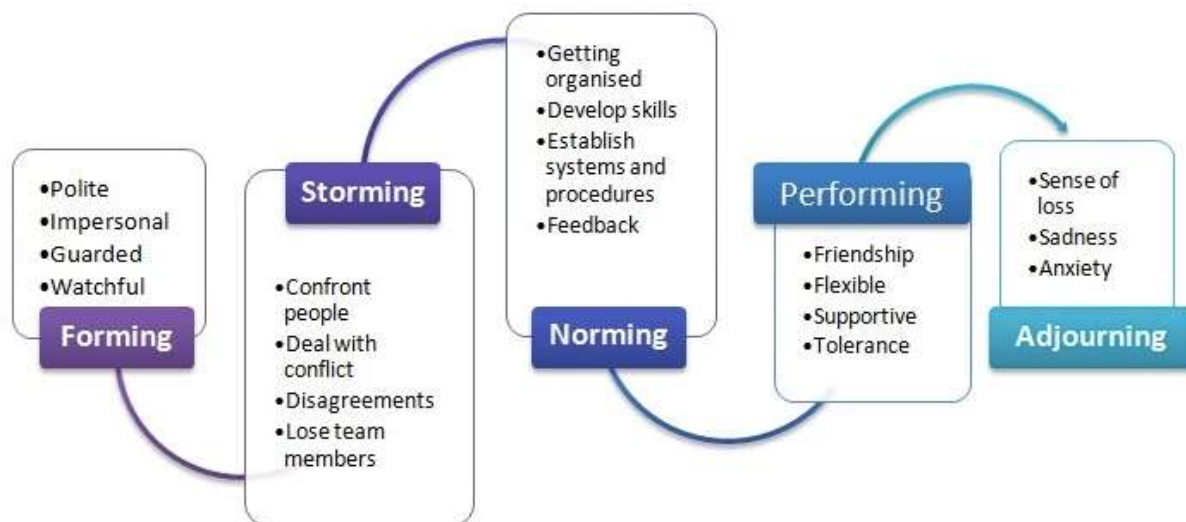 •Polite
•Impersonal
•Guarded
•Watchful
Forming
Storming
•Confront
people
•Deal with
conflict
•Disagreements
•Lose team
members
•Getting
organised
•Develop skills
•Establish
systems and
procedures
•Feedback
Norming
Performing
•Friendship
•Flexible
•Supportive
•Tolerance
•Sense of
loss
•Sadness
•Anxiety
Adjourning